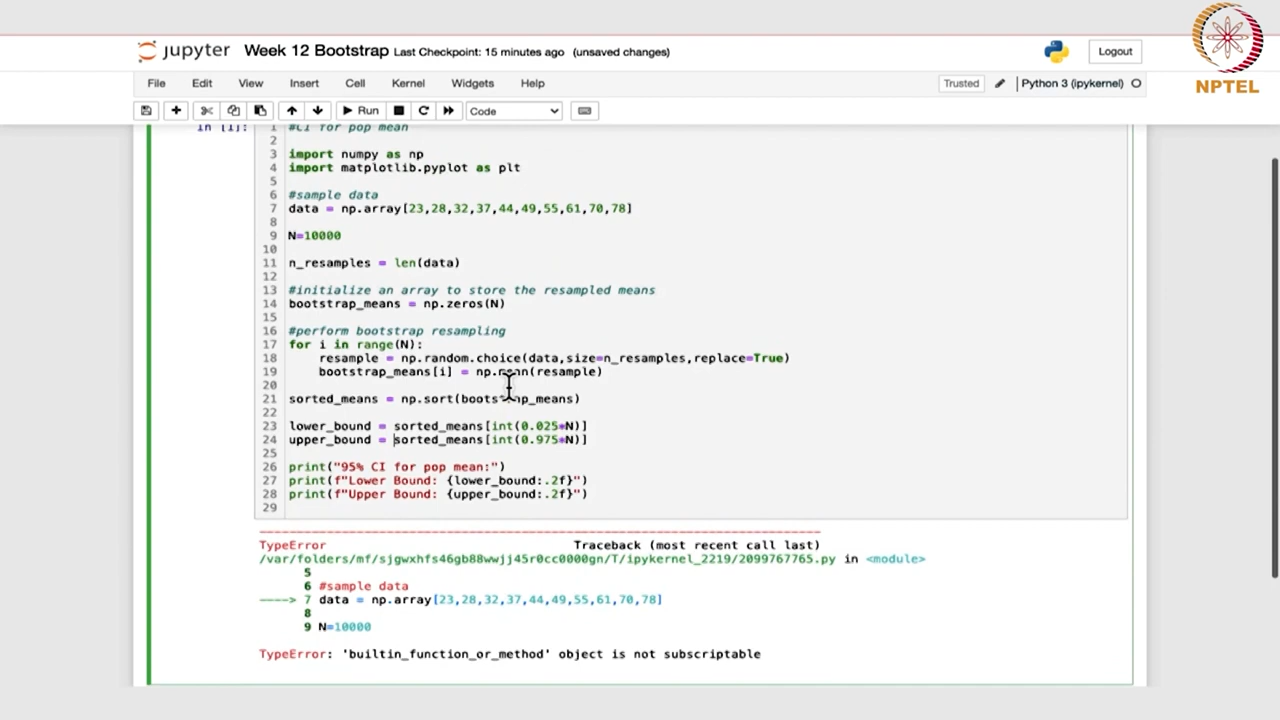 jupyter Week 12 Bootstrap Last Checkpoint: 15 minutes ago (unsaved changes)
Logout
NPTEL
File Edit View Insert Cell Kernel Widgets Help
Trusted Python 3 (ipykernel)
Run Code
In [1]:
1 #CI for pop mean
2
3 import numpy as np
4 import matplotlib.pyplot as plt
5
6 #sample data
7 data = np.array[23,28,32,37,44,49,55,61,70,78]
8
9 N=10000
10
11 n_resamples = len(data)
12
13 #initialize an array to store the resampled means
14 bootstrap_means = np.zeros(N)
15
16 #perform bootstrap resampling
17 for i in range(N):
18 resample = np.random.choice(data,size=n_resamples,replace=True)
19 bootstrap_means[i] = np.mean(resample)
20
21 sorted_means = np.sort(bootstrap_means)
22
23 lower_bound = sorted_means[int(0.025*N)]
24 upper_bound = sorted_means[int(0.975*N)]
25
26 print("95% CI for pop mean:")
27 print(f"Lower Bound: {lower_bound:.2f}")
28 print(f"Upper Bound: {upper_bound:.2f}")
29
TypeError Traceback (most recent call last)
/var/folders/mf/sjgwxhfs46gb88wwjj45r0cc0000gn/T/ipykernel_2219/2099767765.py in <module>
5
6 #sample data
----> 7 data = np.array[23,28,32,37,44,49,55,61,70,78]
8
9 N=10000
TypeError: 'builtin_function_or_method' object is not subscriptable